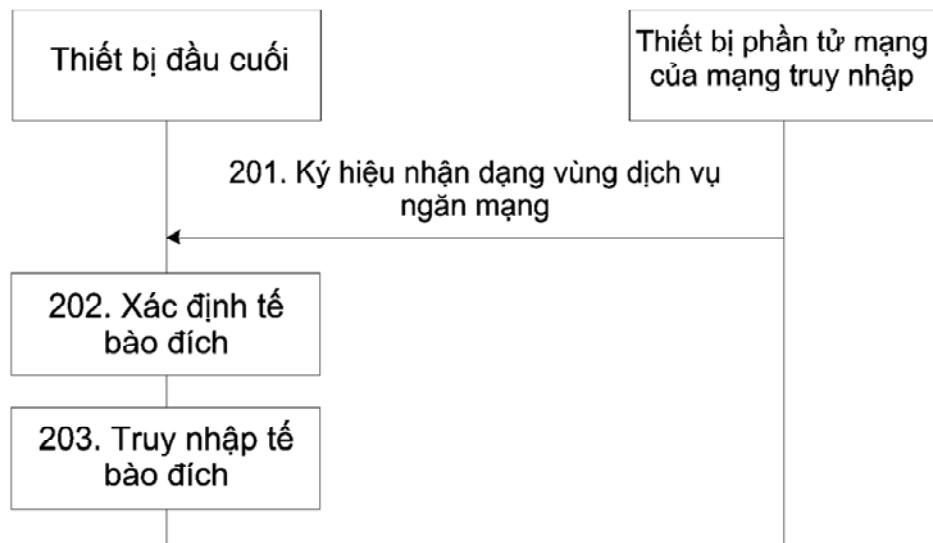 Thiết bị đầu cuối
Thiết bị phần tử mạng
của mạng truy nhập
201. Ký hiệu nhận dạng vùng dịch vụ
ngăn mạng
202. Xác định tế
bào đích
203. Truy nhập tế
bào đích